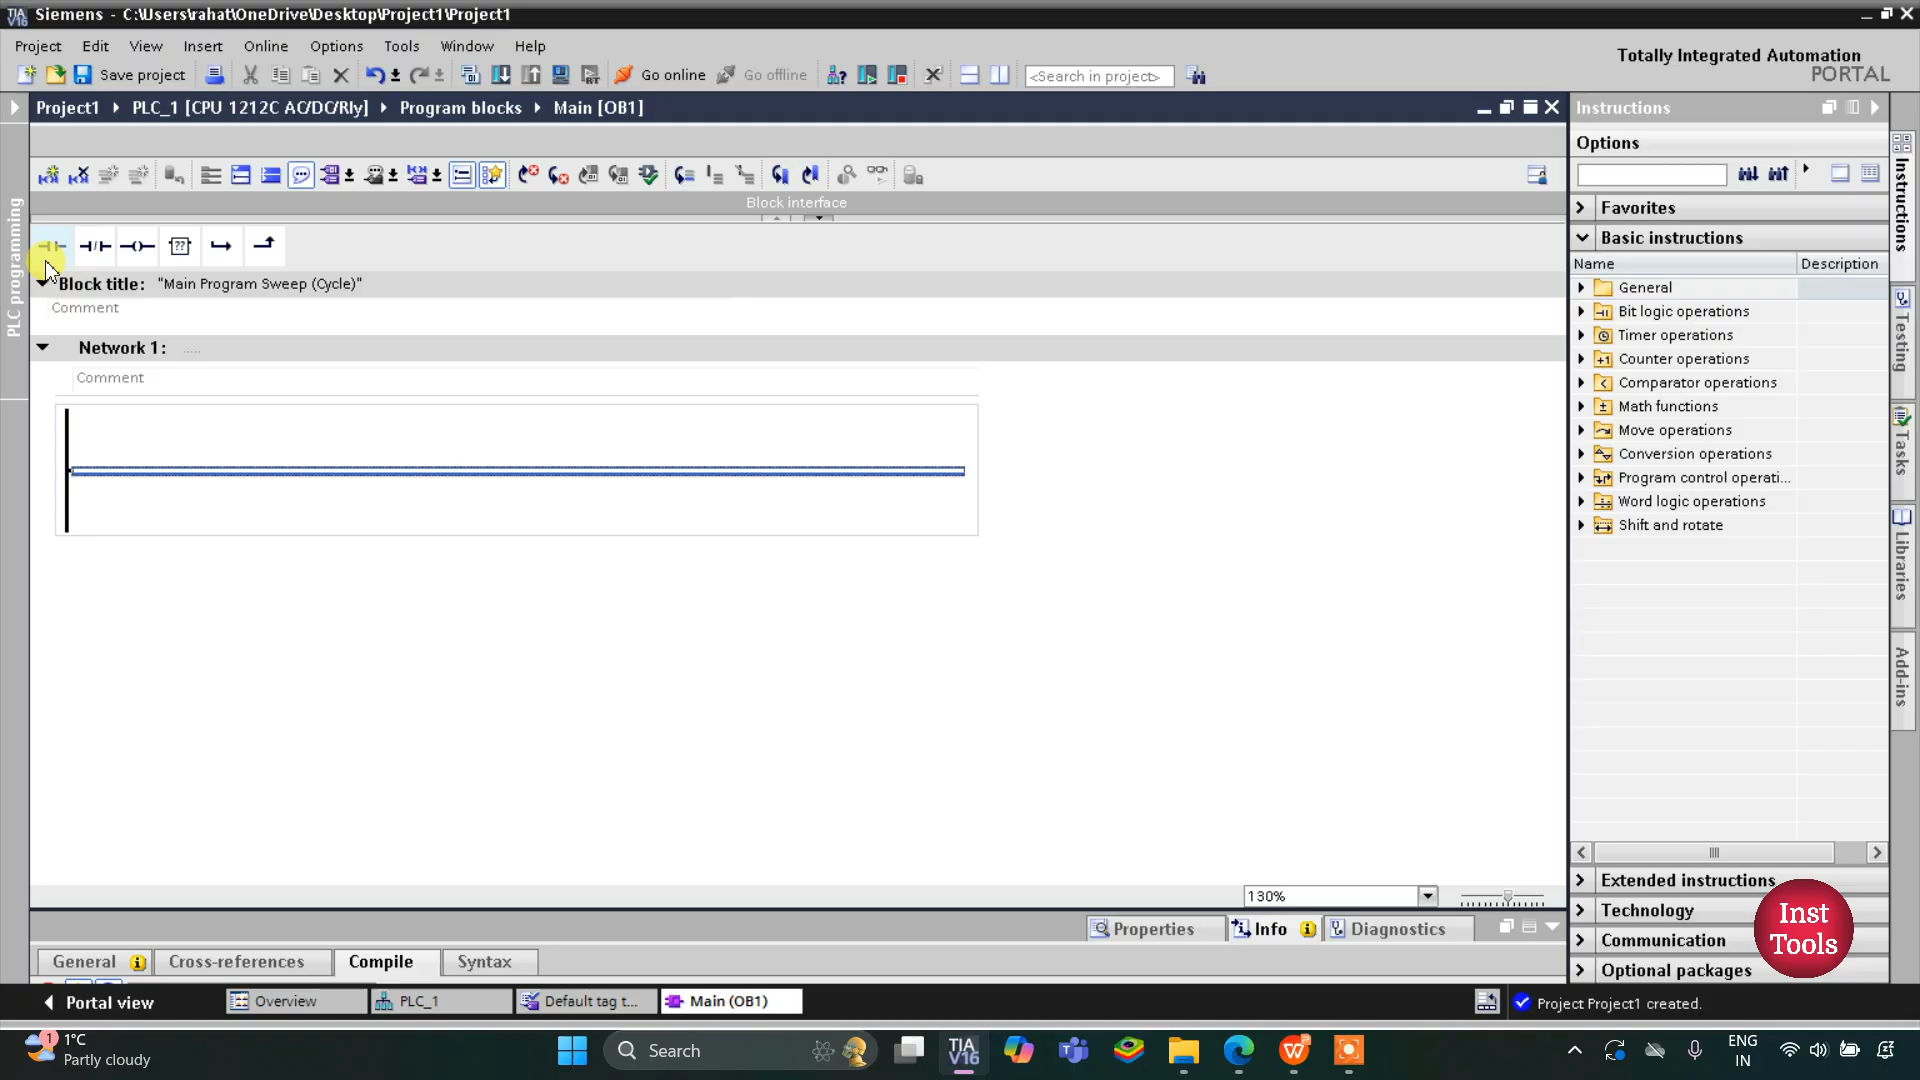 TIA V16 Siemens - C:\Users\rahat\OneDrive\Desktop\Project1\Project1
Project Edit View Insert Online Options Tools Window Help
Totally Integrated Automation
PORTAL
Save project Go online Go offline <Search in project>
Project1 PLC_1 [CPU 1212C AC/DC/Rly] Program blocks Main [OB1]
Block interface
??
Block title: "Main Program Sweep (Cycle)"
Comment
Network 1: .....
Comment
130%
Properties Info Diagnostics
General Cross-references Compile Syntax
Portal view Overview PLC_1 Default tag t... Main (OB1) Project Project1 created.
PLC programming
Instructions
Options
Favorites
Basic instructions
Name Description
General
Bit logic operations
Timer operations
Counter operations
Comparator operations
Math functions
Move operations
Conversion operations
Program control operati...
Word logic operations
Shift and rotate
Extended instructions
Technology
Communication
Optional packages
Instructions
Testing
Tasks
Libraries
Add-ins
Inst
Tools
1
1°C
Partly cloudy
Search
TIA
V16
ENG
IN